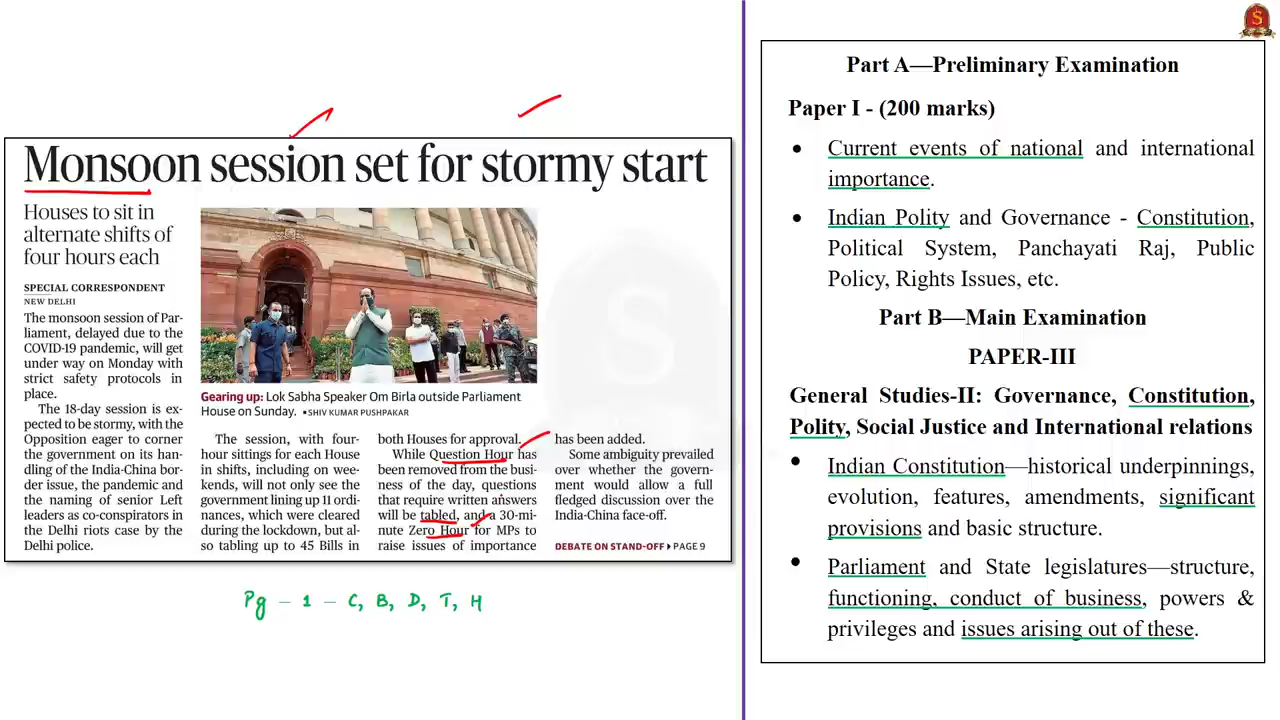 Monsoon session set for stormy start
Houses to sit in
alternate shifts of
four hours each
SPECIAL CORRESPONDENT
NEW DELHI
The monsoon session of Par-
liament, delayed due to the
COVID-19 pandemic, will get
under way on Monday with
strict safety protocols in
place.
The 18-day session is ex-
pected to be stormy, with the
Opposition eager to corner
the government on its han-
dling of the India-China bor-
der issue, the pandemic and
the naming of senior Left
leaders as co-conspirators in
the Delhi riots case by the
Delhi police.
Gearing up: Lok Sabha Speaker Om Birla outside Parliament
House on Sunday. ▪SHIV KUMAR PUSHPAKAR
The session, with four-
hour sittings for each House
in shifts, including on wee-
kends, will not only see the
government lining up 11 ordi-
nances, which were cleared
during the lockdown, but al-
so tabling up to 45 Bills in
both Houses for approval.
While Question Hour has
been removed from the busi-
ness of the day, questions
that require written answers
will be tabled, and a 30-mi-
nute Zero Hour for MPs to
raise issues of importance
has been added.
Some ambiguity prevailed
over whether the govern-
ment would allow a full
fledged discussion over the
India-China face-off.
DEBATE ON STAND-OFF ▸ PAGE 9
Pg - 1 - C, B, D, T, H
S
S
Part A—Preliminary Examination
Paper I - (200 marks)
• Current events of national and international
importance.
• Indian Polity and Governance - Constitution,
Political System, Panchayati Raj, Public
Policy, Rights Issues, etc.
Part B—Main Examination
PAPER-III
General Studies-II: Governance, Constitution,
Polity, Social Justice and International relations
• Indian Constitution—historical underpinnings,
evolution, features, amendments, significant
provisions and basic structure.
• Parliament and State legislatures—structure,
functioning, conduct of business, powers &
privileges and issues arising out of these.